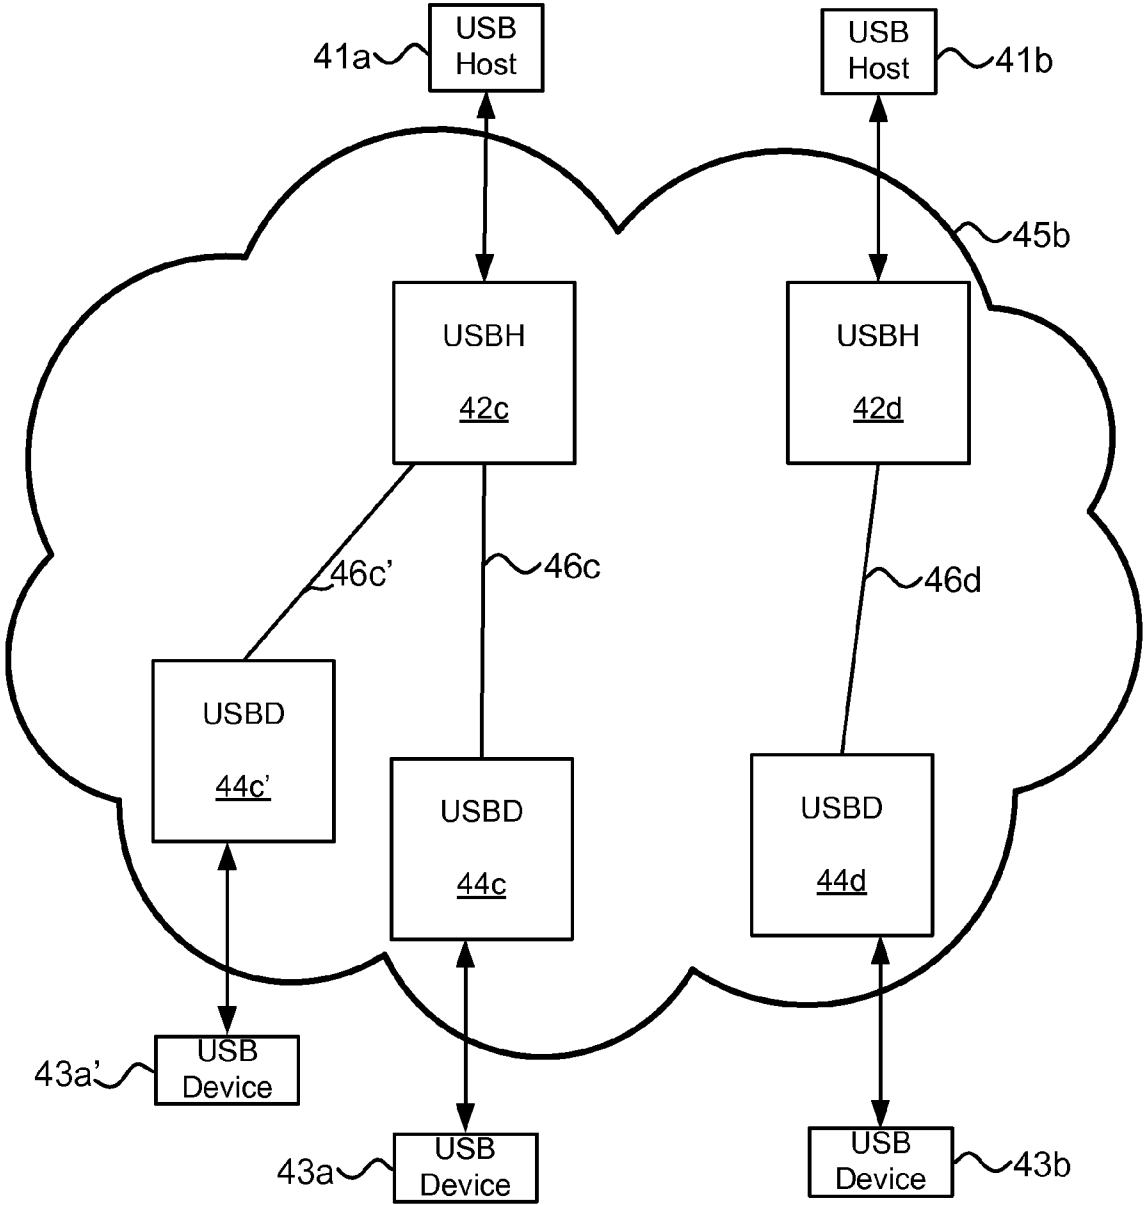 USB
Host
41a
USB
Host
41b
45b
USBH
42c
USBH
42d
46c’
46c
46d
USBD
44c’
USBD
44c
USBD
44d
USB
Device
43a’
USB
Device
43a
USB
Device
43b